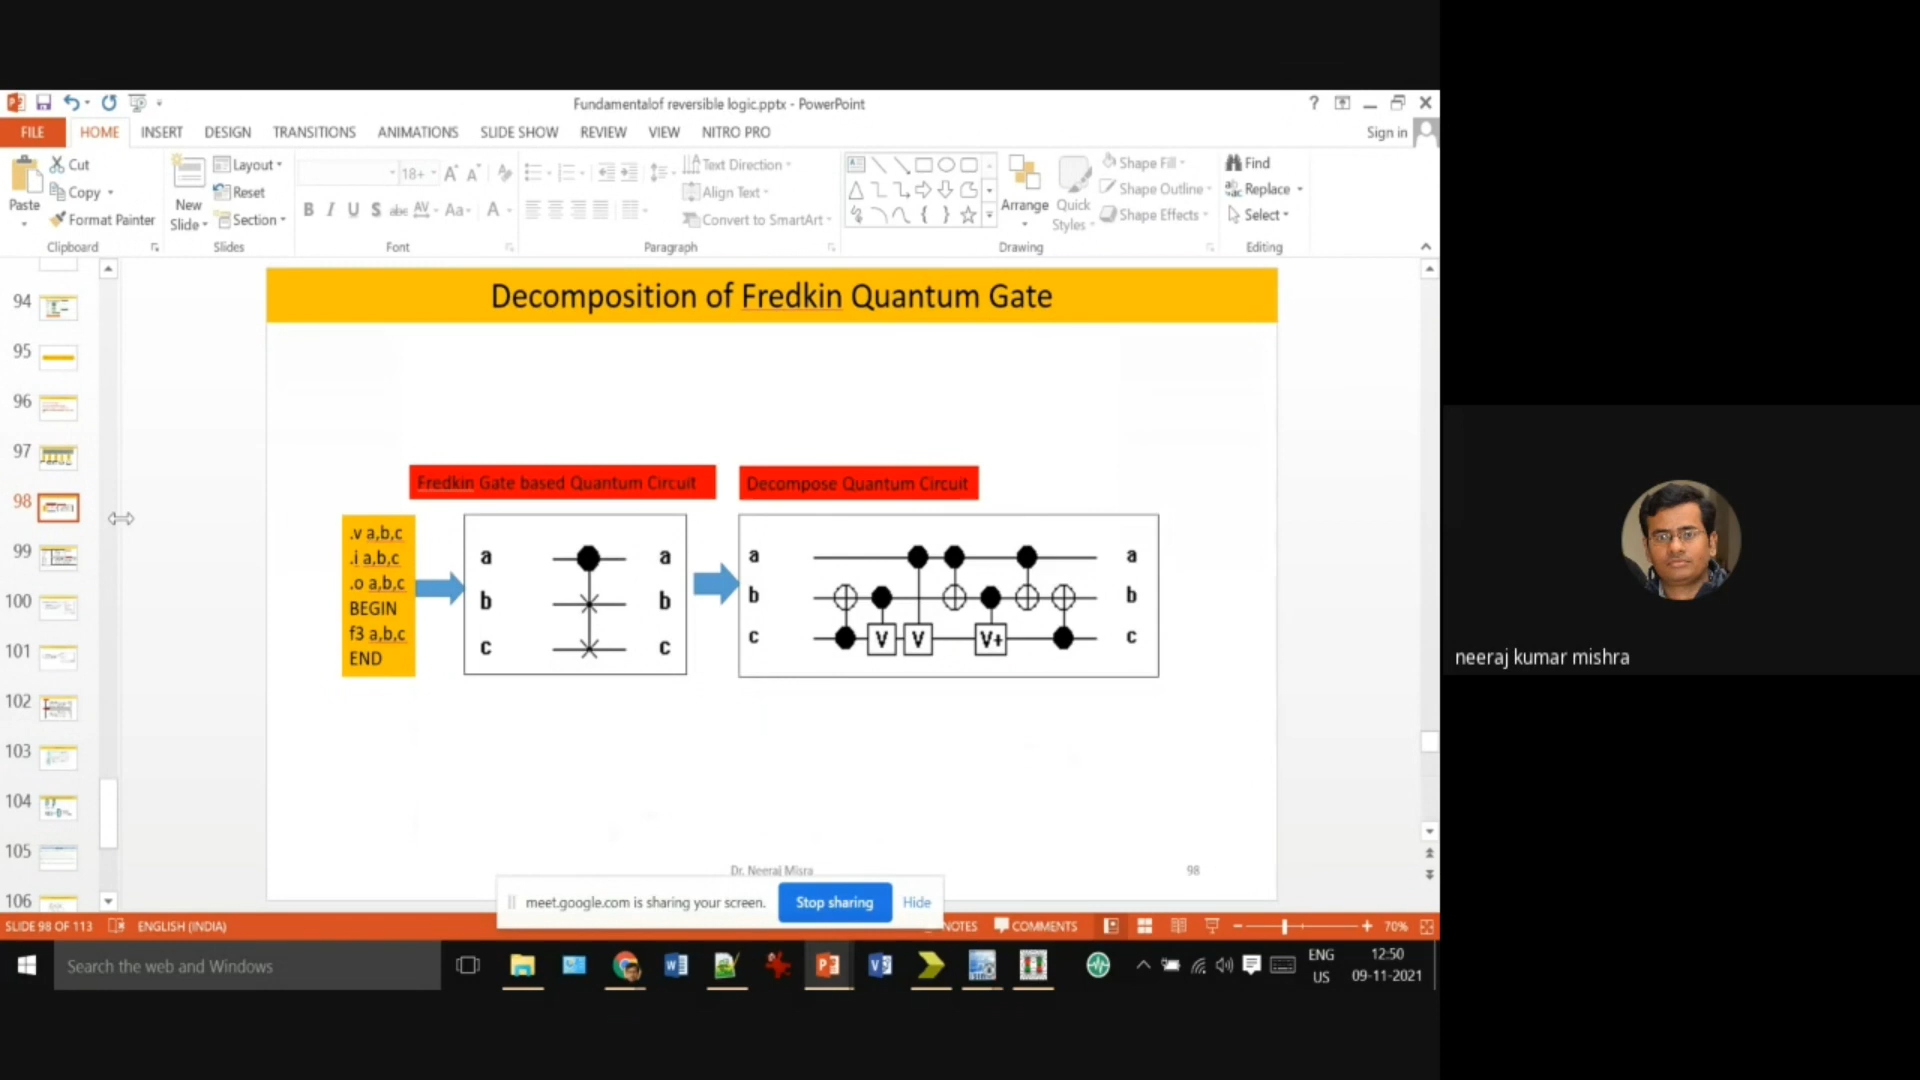 Fundamentalof reversible logic.pptx - PowerPoint
?
FILE HOME INSERT DESIGN TRANSITIONS ANIMATIONS SLIDE SHOW REVIEW VIEW NITRO PRO
Sign in
Paste
Cut
Copy
Format Painter
Clipboard
New
Slide
Layout
Reset
Section
Slides
18+
B I U S abc AV Aa A
Font
Text Direction
Align Text
Convert to SmartArt
Paragraph
Arrange
Quick
Styles
Shape Fill
Shape Outline
Shape Effects
Drawing
Find
Replace
Select
Editing
94
95
96
97
98
99
100
101
102
103
104
105
106
Decomposition of Fredkin Quantum Gate
Fredkin Gate based Quantum Circuit
Decompose Quantum Circuit
.v a,b,c
.i a,b,c
.o a,b,c
BEGIN
f3 a,b,c
END
a a
b b
c c
a a
b b
c V V V+ c
Dr. Neeraj Misra
98
meet.google.com is sharing your screen.
Stop sharing
Hide
SLIDE 98 OF 113
ENGLISH (INDIA)
NOTES
COMMENTS
70%
Search the web and Windows
ENG
US
12:50
09-11-2021
neeraj kumar mishra